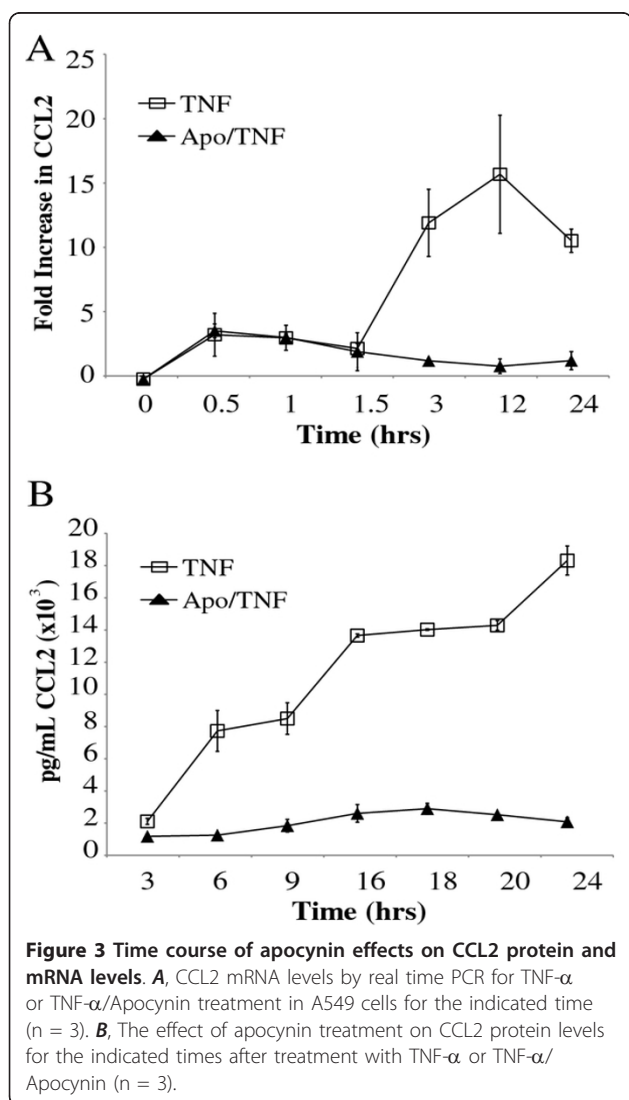 A
25
20
15
10
5
0
Fold Increase in CCL2
TNF
Apo/TNF
0 0.5 1 1.5 3 12 24
Time (hrs)
B
20
18
16
14
12
10
8
6
4
2
0
pg/mL CCL2 (x10³)
TNF
Apo/TNF
3 6 9 16 18 20 24
Time (hrs)
Figure 3 Time course of apocynin effects on CCL2 protein and
mRNA levels. A, CCL2 mRNA levels by real time PCR for TNF-α
or TNF-α/Apocynin treatment in A549 cells for the indicated time
(n = 3). B, The effect of apocynin treatment on CCL2 protein levels
for the indicated times after treatment with TNF-α or TNF-α/
Apocynin (n = 3).